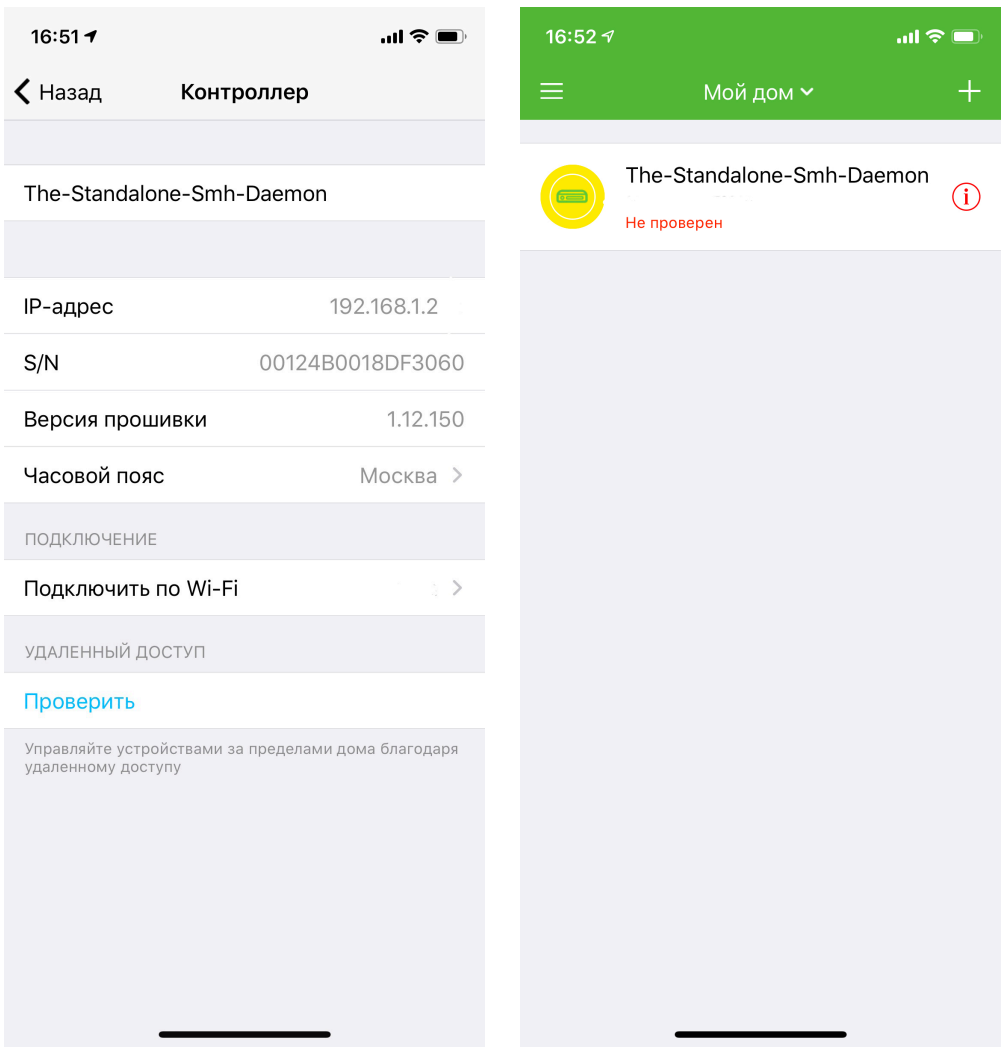 16:51
Назад
Контроллер
The-Standalone-Smh-Daemon
IP-адрес 192.168.1.2
S/N 00124B0018DF3060
Версия прошивки 1.12.150
Часовой пояс Москва
ПОДКЛЮЧЕНИЕ
Подключить по Wi-Fi
УДАЛЕННЫЙ ДОСТУП
Проверить
Управляйте устройствами за пределами дома благодаря
удаленному доступу
16:52
Мой дом
The-Standalone-Smh-Daemon
Не проверен